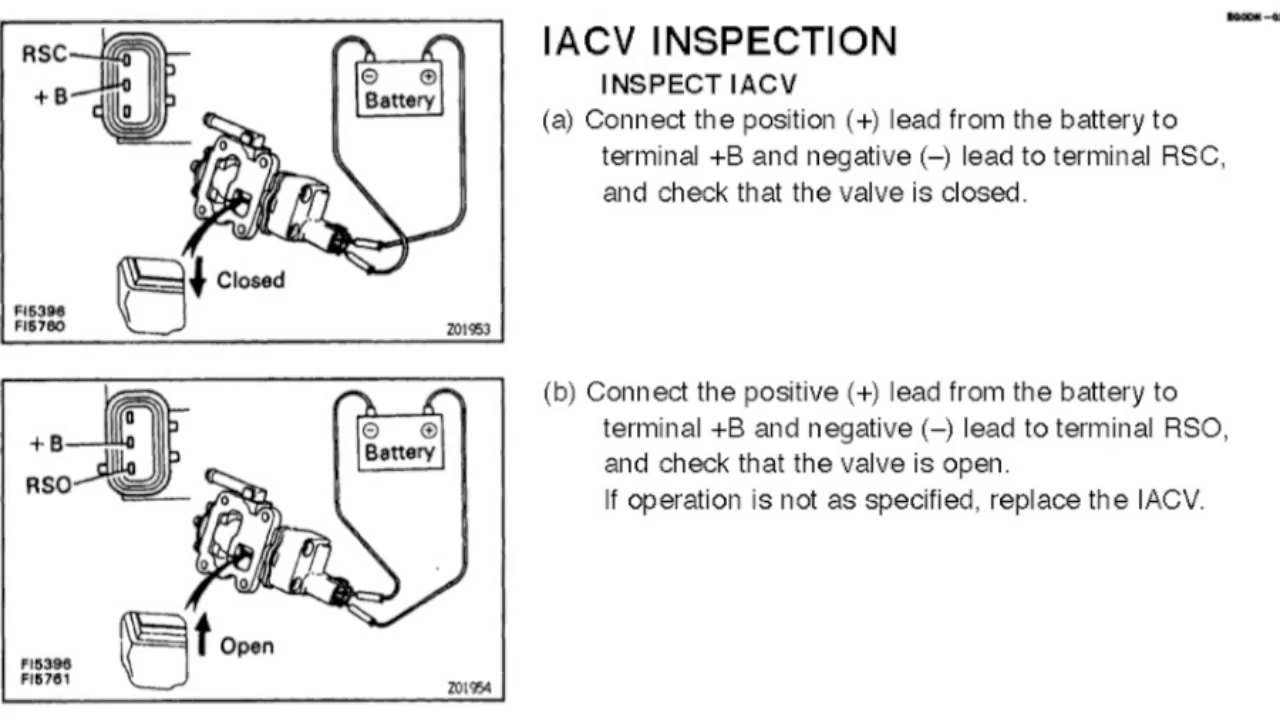 IACV INSPECTION
INSPECT IACV
(a) Connect the position (+) lead from the battery to
terminal +B and negative (–) lead to terminal RSC,
and check that the valve is closed.
RSC
+ B
Battery
Closed
FI5396
FI5760
Z01953
(b) Connect the positive (+) lead from the battery to
terminal +B and negative (–) lead to terminal RSO,
and check that the valve is open.
If operation is not as specified, replace the IACV.
+ B
RSO
Battery
Open
FI5396
FI5761
Z01954